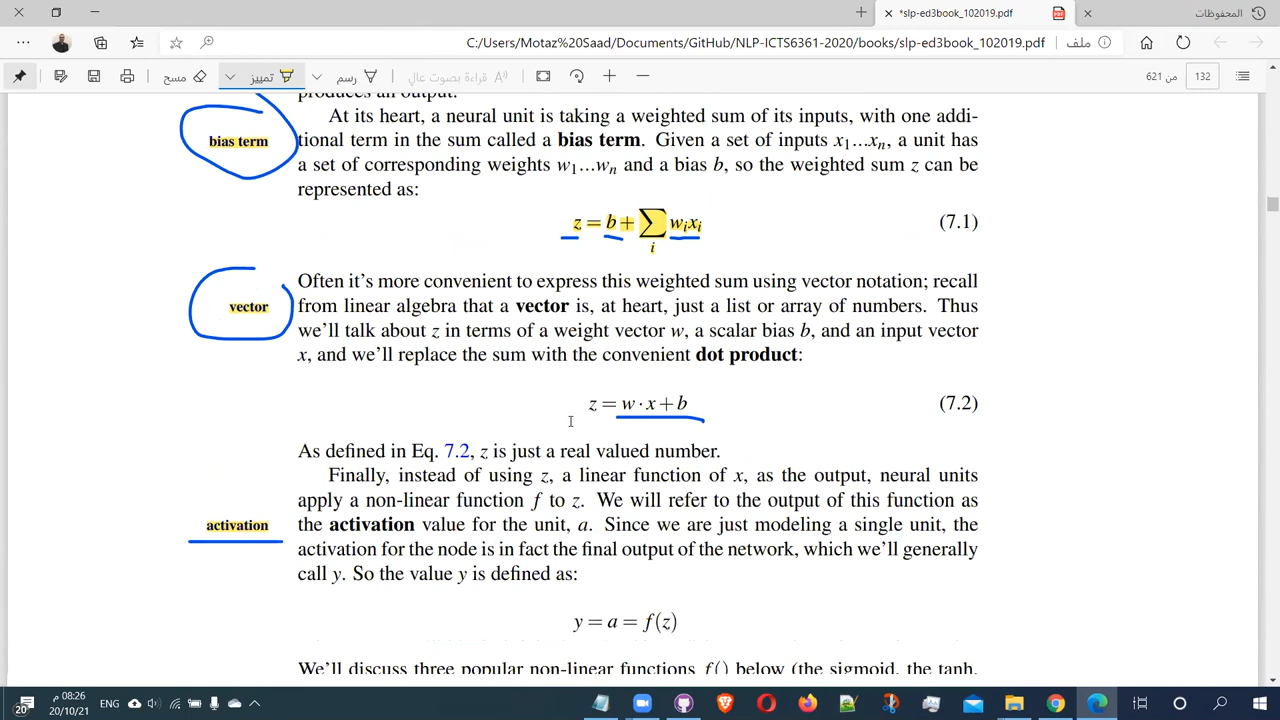 *slp-ed3book_102019.pdf
المحفوظات
C:/Users/Motaz%20Saad/Documents/GitHub/NLP-ICTS6361-2020/books/slp-ed3book_102019.pdf
ملف
مسح
تمييز
رسم
قراءة بصوت عالٍ
من 621
132
produces an output.
At its heart, a neural unit is taking a weighted sum of its inputs, with one addi-
bias term
tional term in the sum called a bias term. Given a set of inputs x1...xn, a unit has
a set of corresponding weights w1...wn and a bias b, so the weighted sum z can be
represented as:
z = b + ∑i wixi (7.1)
Often it's more convenient to express this weighted sum using vector notation; recall
vector
from linear algebra that a vector is, at heart, just a list or array of numbers. Thus
we'll talk about z in terms of a weight vector w, a scalar bias b, and an input vector
x, and we'll replace the sum with the convenient dot product:
z = w · x + b (7.2)
As defined in Eq. 7.2, z is just a real valued number.
Finally, instead of using z, a linear function of x, as the output, neural units
apply a non-linear function f to z. We will refer to the output of this function as
activation
the activation value for the unit, a. Since we are just modeling a single unit, the
activation for the node is in fact the final output of the network, which we'll generally
call y. So the value y is defined as:
y = a = f(z)
We'll discuss three popular non-linear functions f() below (the sigmoid, the tanh,
08:26 م
20/10/21
20
ENG